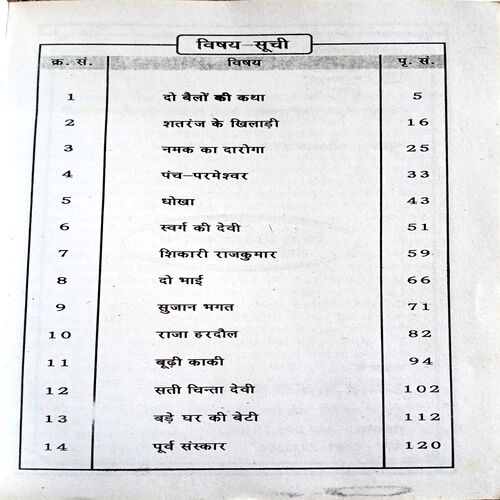 विषय–सूची
क्र. सं. विषय पृ. सं.
1 दो बैलों की कथा 5
2 शतरंज के खिलाड़ी 16
3 नमक का दारोगा 25
4 पंच–परमेश्वर 33
5 धोखा 43
6 स्वर्ग की देवी 51
7 शिकारी राजकुमार 59
8 दो भाई 66
9 सुजान भगत 71
10 राजा हरदौल 82
11 बूढ़ी काकी 94
12 सती चिन्ता देवी 102
13 बड़े घर की बेटी 112
14 पूर्व संस्कार 120